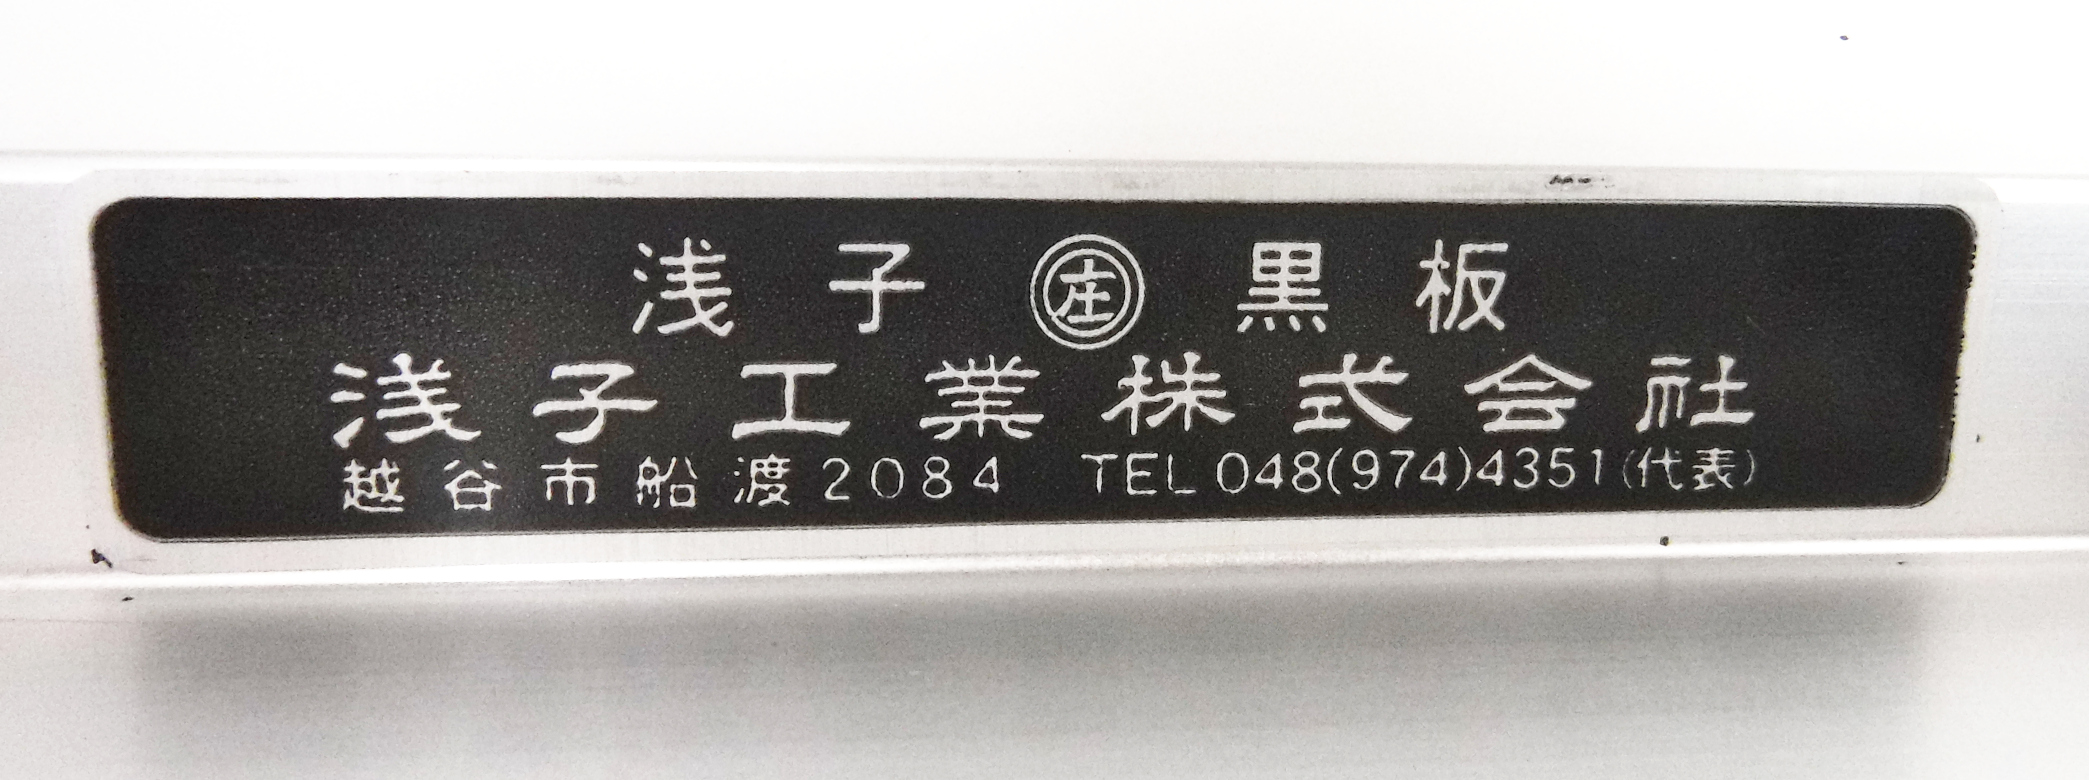 浅子 庄 黒板
浅子工業株式会社
越谷市船渡2084 TEL 048(974)4351(代表)